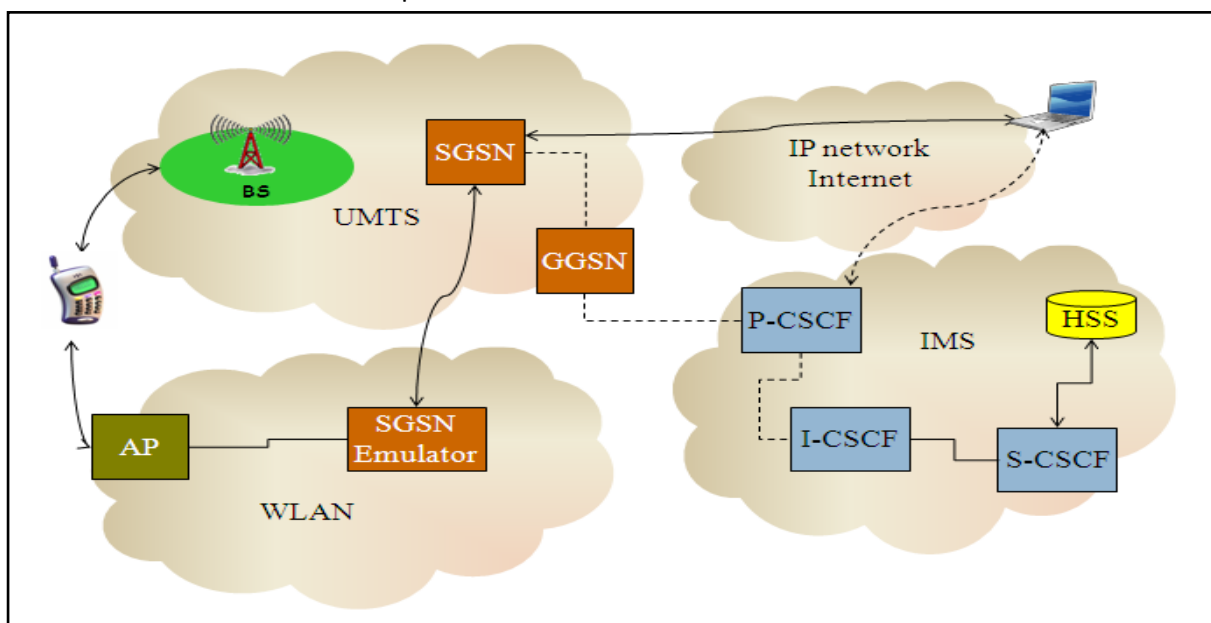 SGSN
IP network
Internet
BS
UMTS
GGSN
P-CSCF
HSS
IMS
AP
SGSN
Emulator
I-CSCF
S-CSCF
WLAN